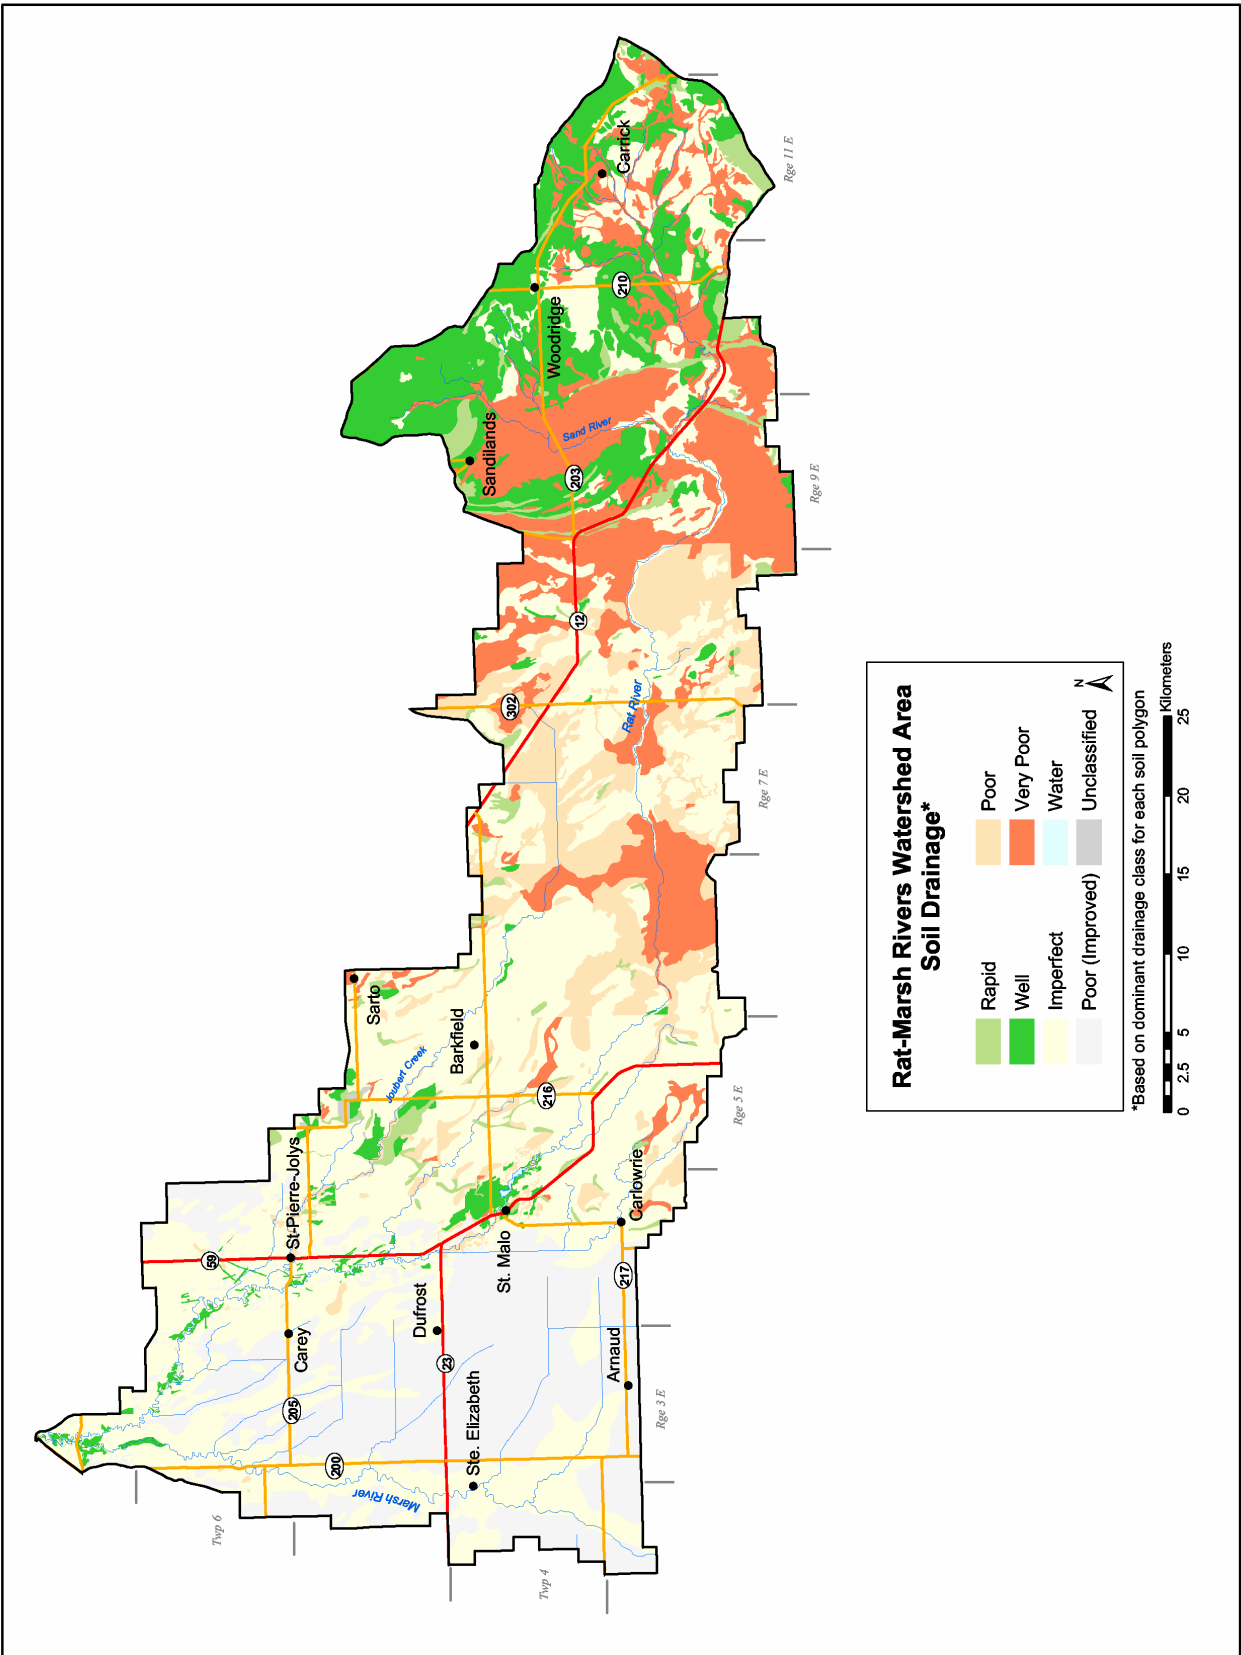 Rat-Marsh Rivers Watershed Area
Soil Drainage*
Rapid
Well
Imperfect
Poor (Improved)
Poor
Very Poor
Water
Unclassified
N
*Based on dominant drainage class for each soil polygon
0 2.5 5 10 15 20 25
Kilometers
Twp 6
Twp 4
Rge 3 E
Rge 5 E
Rge 7 E
Rge 9 E
Rge 11 E
Marsh River
Joubert Creek
Rat River
Sand River
Ste. Elizabeth
Arnaud
Carey
Dufrost
St-Pierre-Jolys
St. Malo
Carlowrie
Barkfield
Sarto
Sandilands
Woodridge
Carrick
200
205
23
217
59
216
302
12
203
210